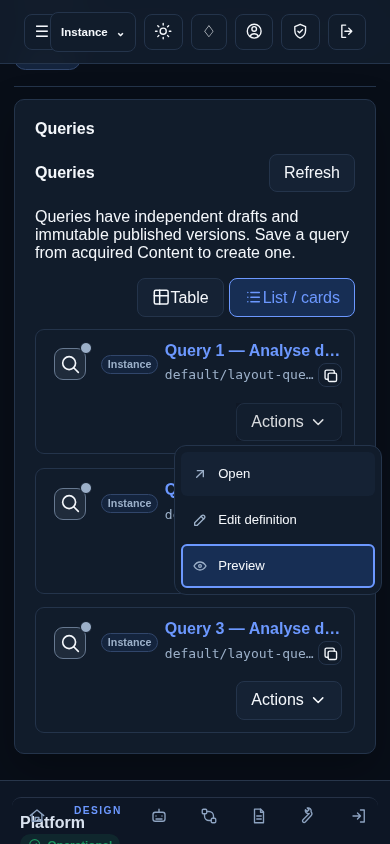 Instance
Queries
Queries
Refresh
Queries have independent drafts and
immutable published versions. Save a query
from acquired Content to create one.
Table
List / cards
Instance
Query 1 — Analyse d…
default/layout-que…
Actions
Instance
Open
Edit definition
Preview
Instance
Query 3 — Analyse d…
default/layout-que…
Actions
DESIGN
Platform
Operational